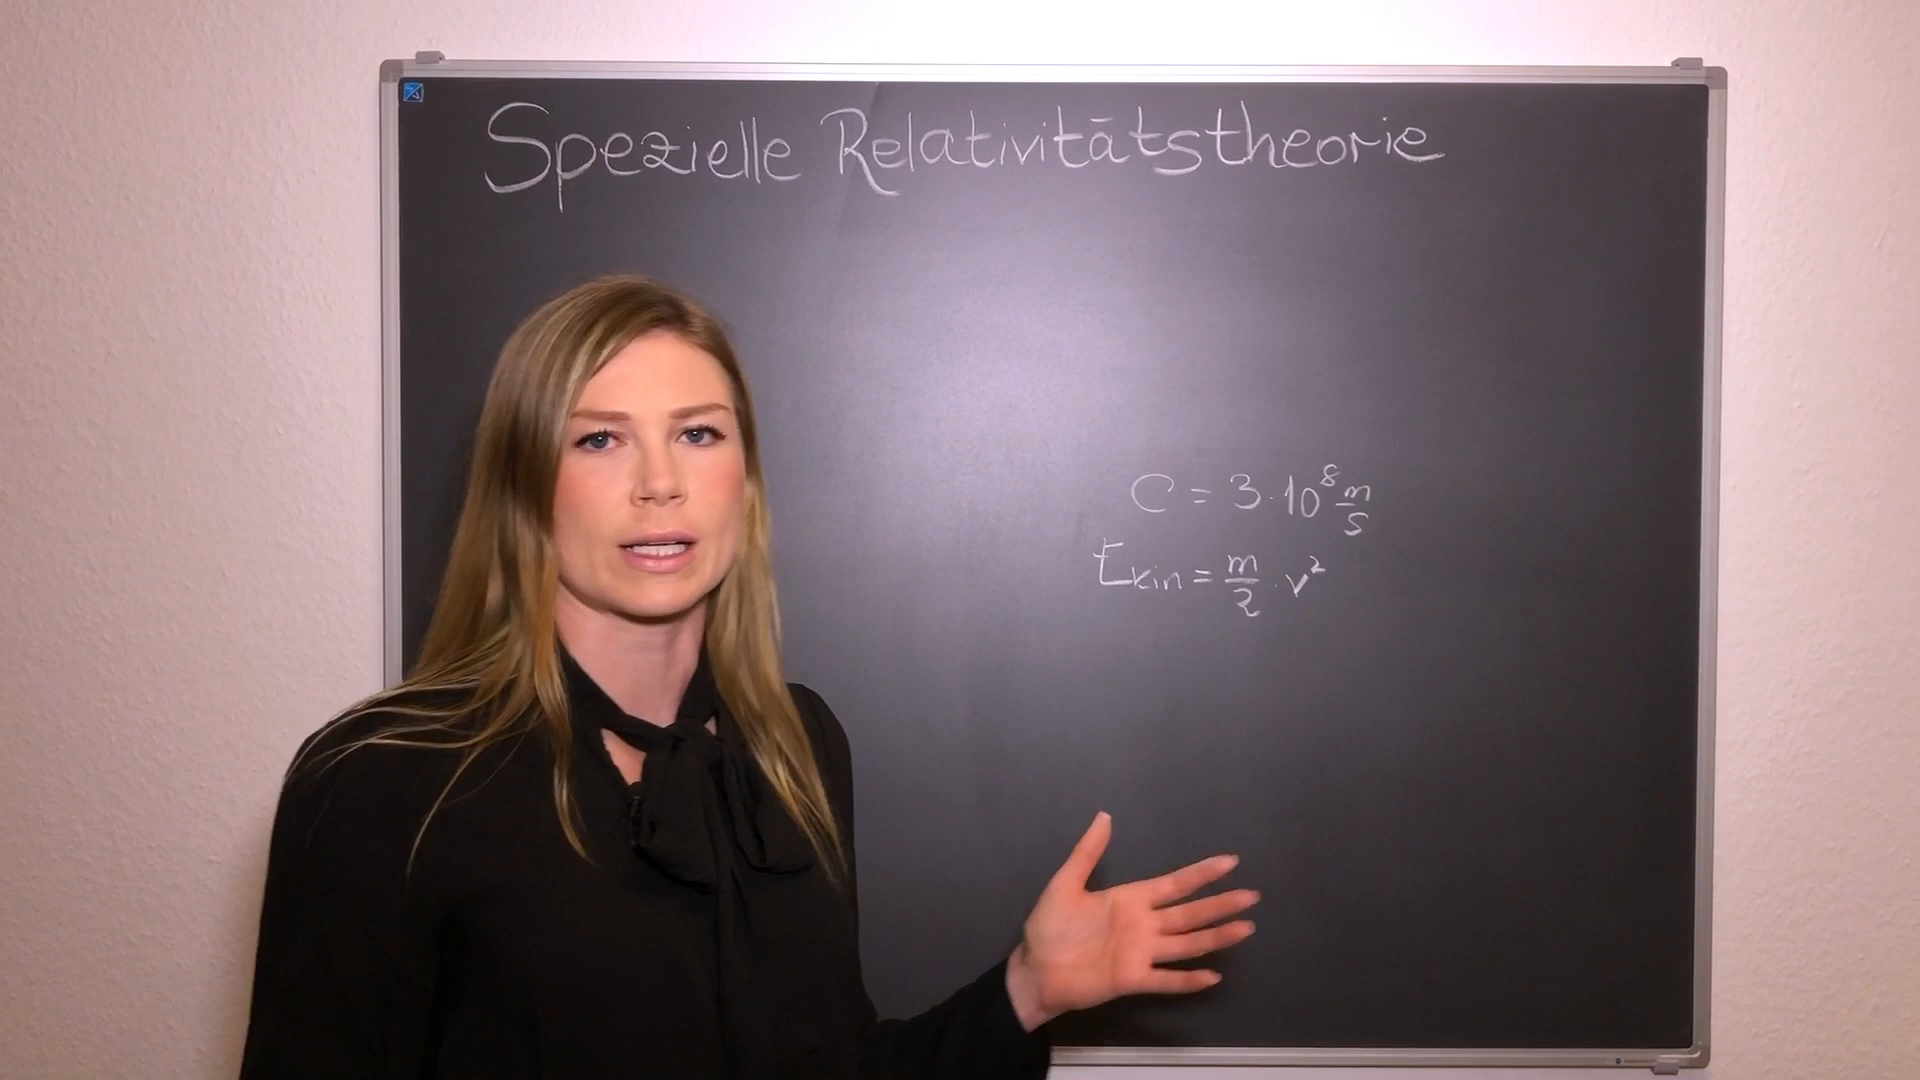 Spezielle Relativitätstheorie
C = 3 · 10⁸ m/s
Ekin = m/2 · v²